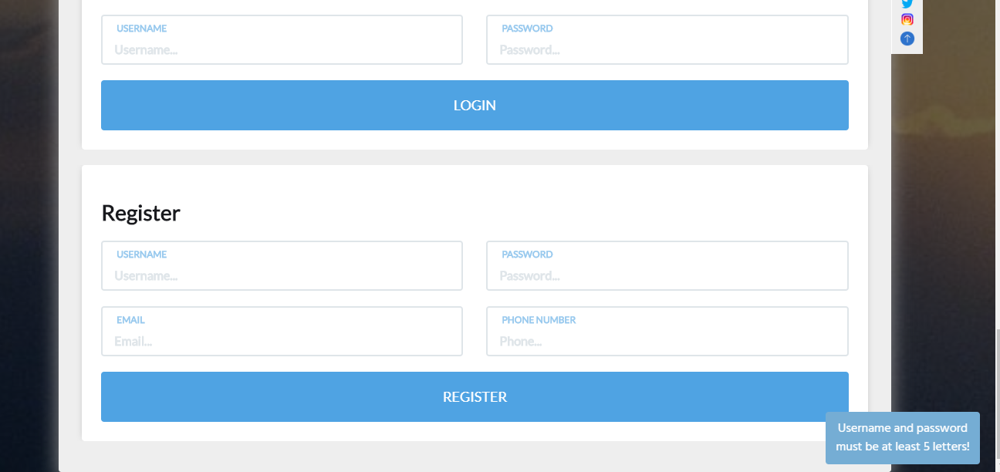 USERNAME
Username...
PASSWORD
Password...
LOGIN
Register
USERNAME
Username...
PASSWORD
Password...
EMAIL
Email...
PHONE NUMBER
Phone...
REGISTER
Username and password
must be at least 5 letters!